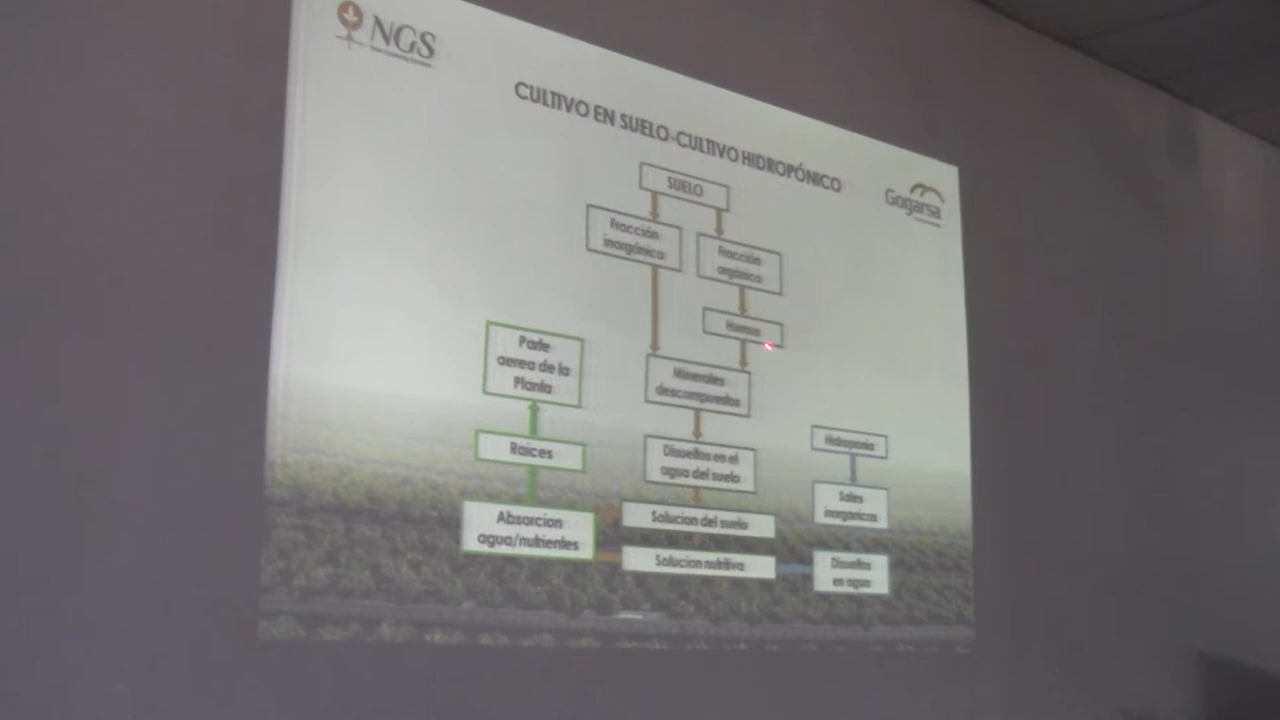 NGS
CULTIVO EN SUELO-CULTIVO HIDROPÓNICO
Gogarsa
SUELO
Fracción
inorgánica
Fracción
orgánica
Humus
Parte
aerea de la
Planta
Minerales
descompuestos
Raices
Disueltos en el
agua del suelo
Hidroponia
Sales
inorganicas
Absorcion
agua/nutrientes
Solucion del suelo
Solucion nutritiva
Disueltas
en agua